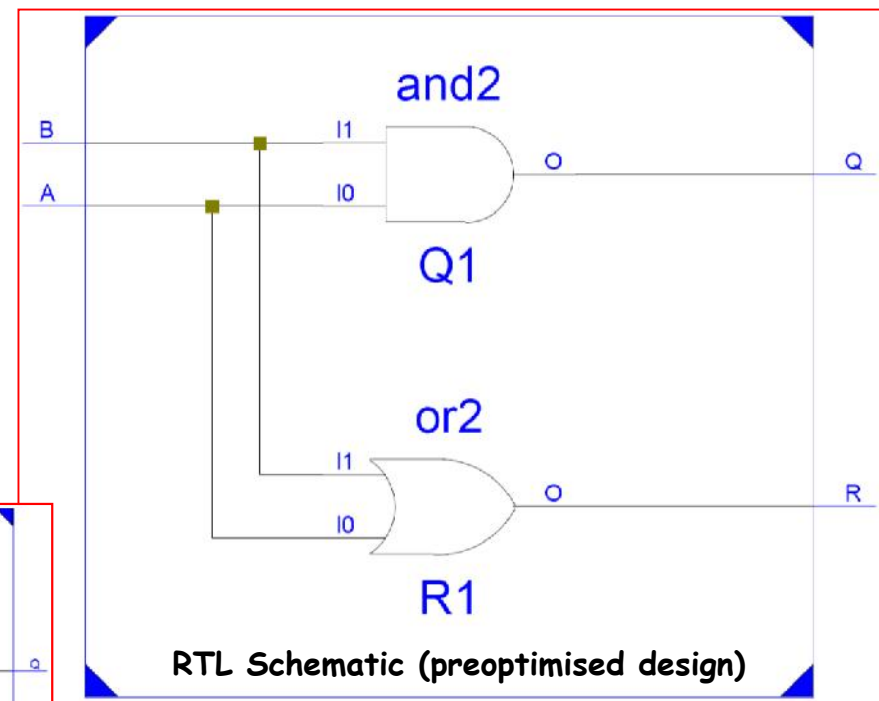 and2
B
I1
O
Q
A
I0
Q1
or2
I1
O
R
I0
R1
Q
RTL Schematic (preoptimised design)